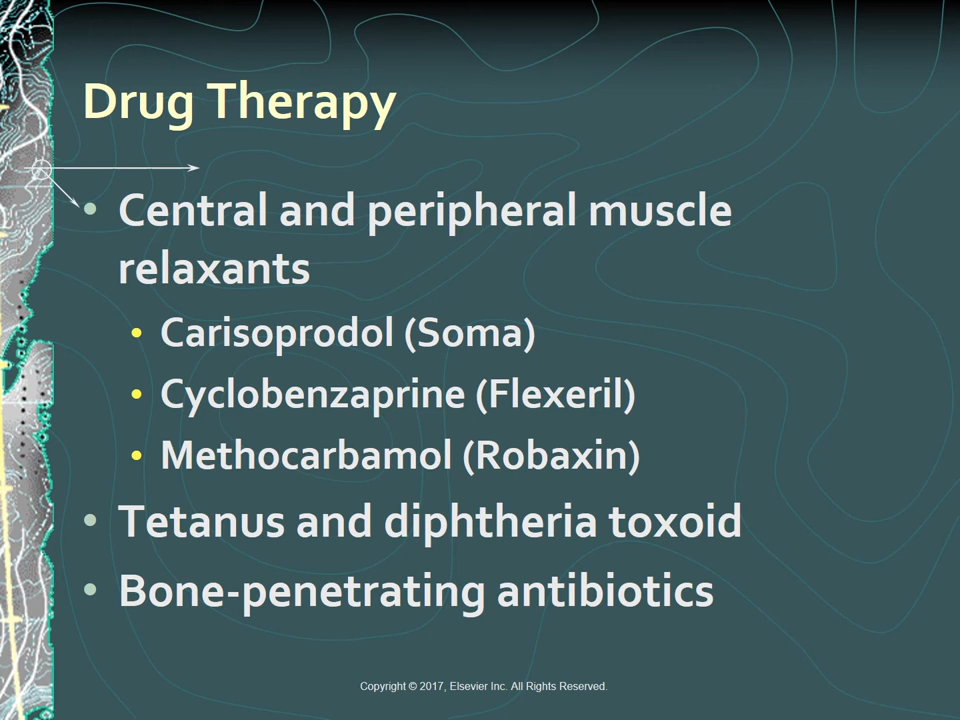 Drug Therapy
• Central and peripheral muscle
relaxants
• Carisoprodol (Soma)
• Cyclobenzaprine (Flexeril)
• Methocarbamol (Robaxin)
• Tetanus and diphtheria toxoid
• Bone-penetrating antibiotics
Copyright © 2017, Elsevier Inc. All Rights Reserved.